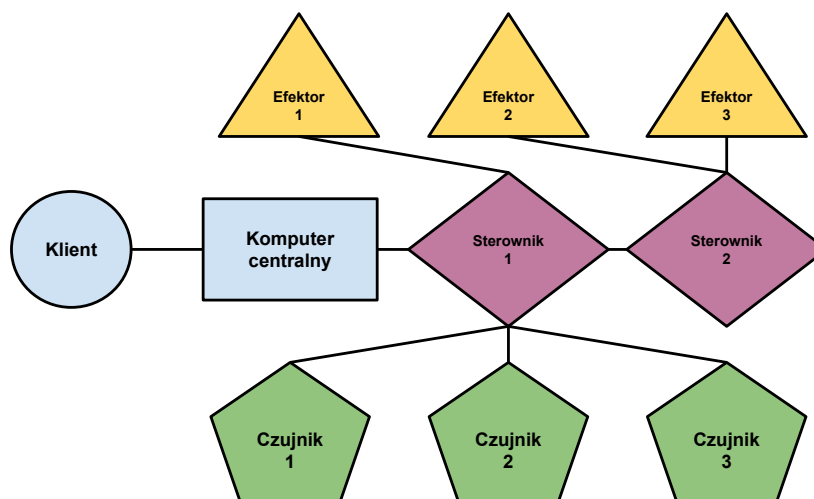 Efektor
1
Efektor
2
Efektor
3
Klient
Komputer
centralny
Sterownik
1
Sterownik
2
Czujnik
1
Czujnik
2
Czujnik
3